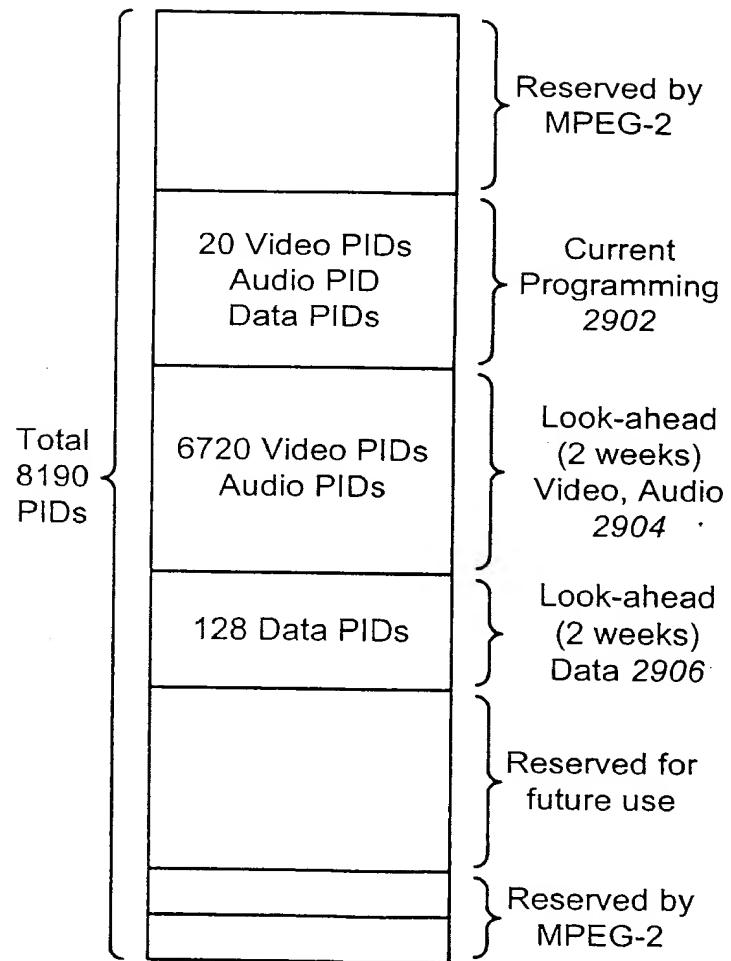 Reserved by
MPEG-2
20 Video PIDs
Audio PID
Data PIDs
Current
Programming
2902
Total
8190
PIDs
6720 Video PIDs
Audio PIDs
Look-ahead
(2 weeks)
Video, Audio
2904
128 Data PIDs
Look-ahead
(2 weeks)
Data 2906
Reserved for
future use
Reserved by
MPEG-2